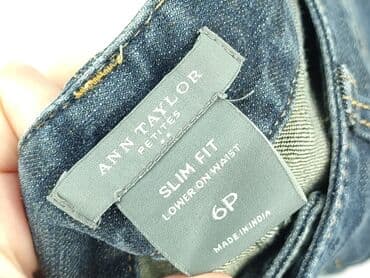 ANN TAYLOR
PETITES
SLIM FIT
LOWER ON WAIST
6P
MADE IN INDIA